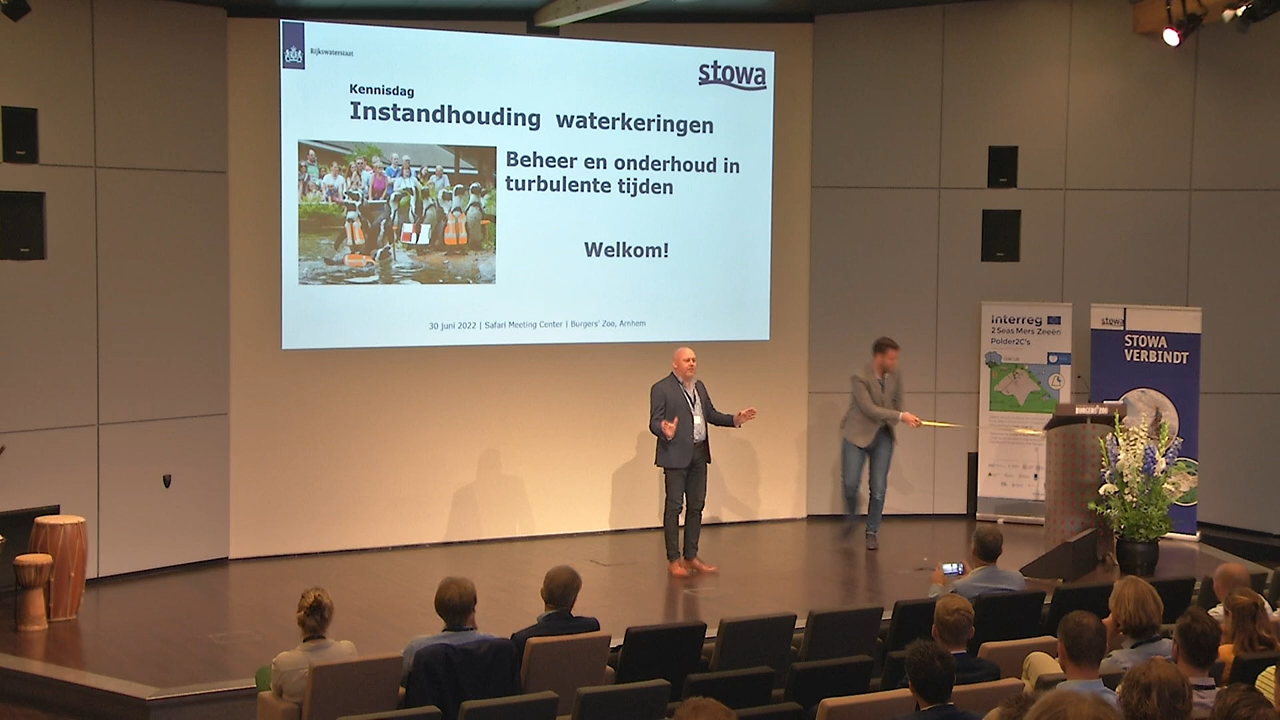 Rijkswaterstaat
stowa
Kennisdag
Instandhouding waterkeringen
Beheer en onderhoud in
turbulente tijden
Welkom!
30 juni 2022 | Safari Meeting Center | Burgers' Zoo, Arnhem
Interreg
2 Seas Mers Zeeën
Polder2C's
stowa
STOWA
VERBINDT
BURGERS' ZOO